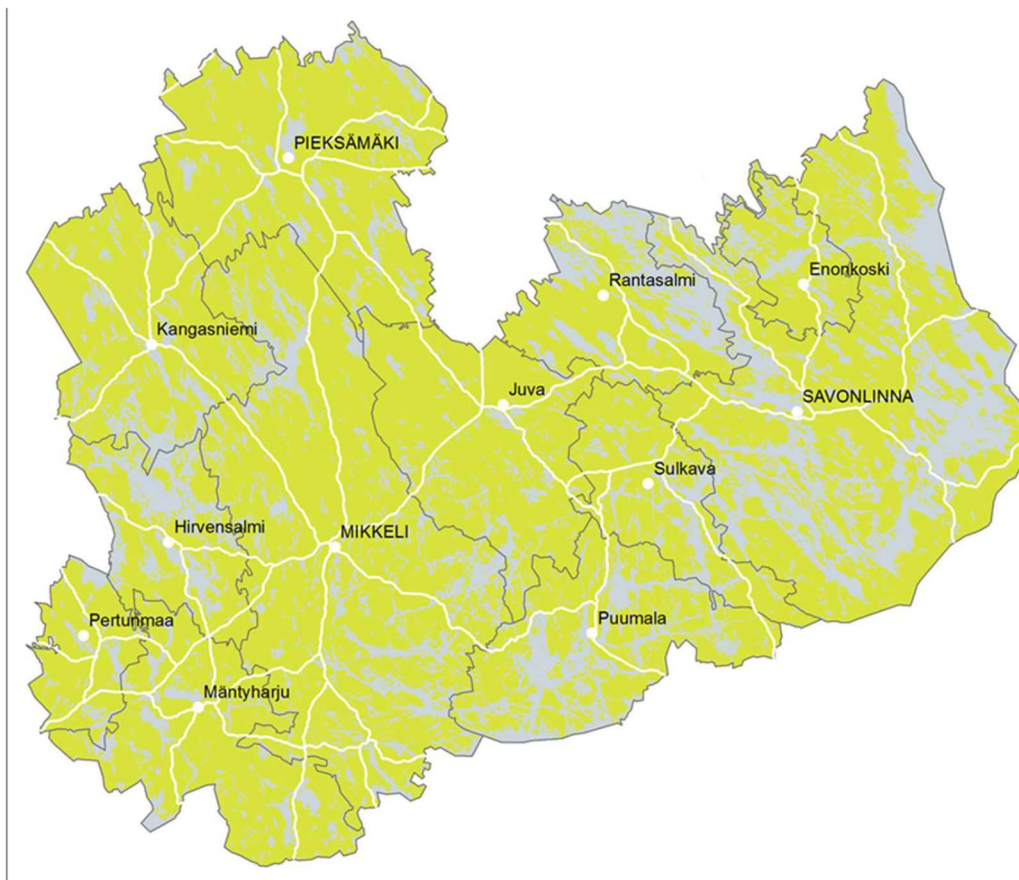 PIEKSÄMÄKI
Enonkoski
Rantasalmi
Kangasniemi
Juva
SAVONLINNA
Sulkava
Hirvensalmi
MIKKELI
Pertunmaa
Puumala
Mäntyharju